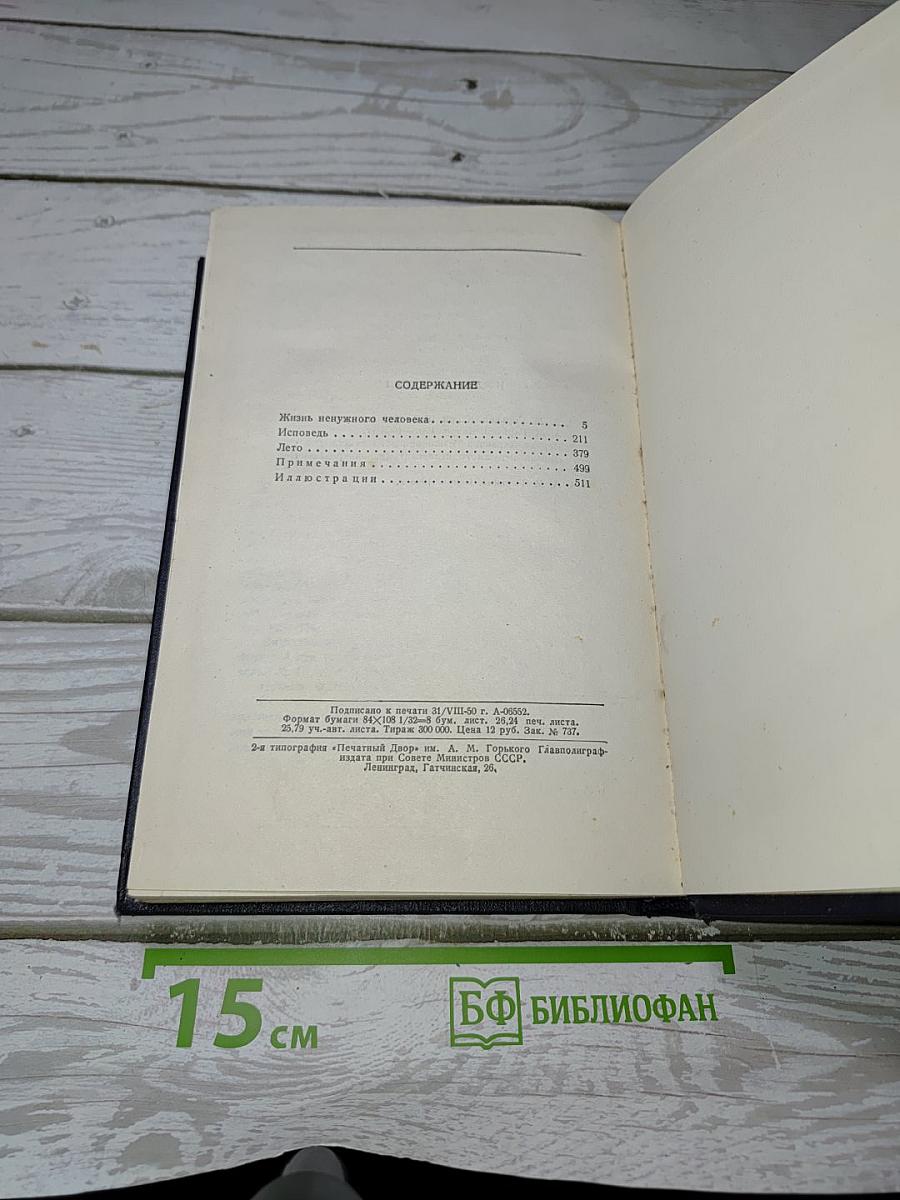 СОДЕРЖАНИЕ
Жизнь ненужного человека. . . . . . . . . . . . . . . . . 5
Исповедь . . . . . . . . . . . . . . . . . . . . . . . . . . . . . 211
Лето . . . . . . . . . . . . . . . . . . . . . . . . . . . . . . . . 379
Примечания . . . . . . . . . . . . . . . . . . . . . . . . . 499
Иллюстрации . . . . . . . . . . . . . . . . . . . . . . . . 511
Подписано к печати 31/VIII-50 г. А-06552.
Формат бумаги 84×108 1/32=8 бум. лист. 26,24 печ. листа.
25,79 уч.-авт. листа. Тираж 300 000. Цена 12 руб. Зак. № 737.
2-я типография «Печатный Двор» им. А. М. Горького Главполиграф-
издата при Совете Министров СССР.
Ленинград, Гатчинская, 26.
15 см
БФ БИБЛИОФАН